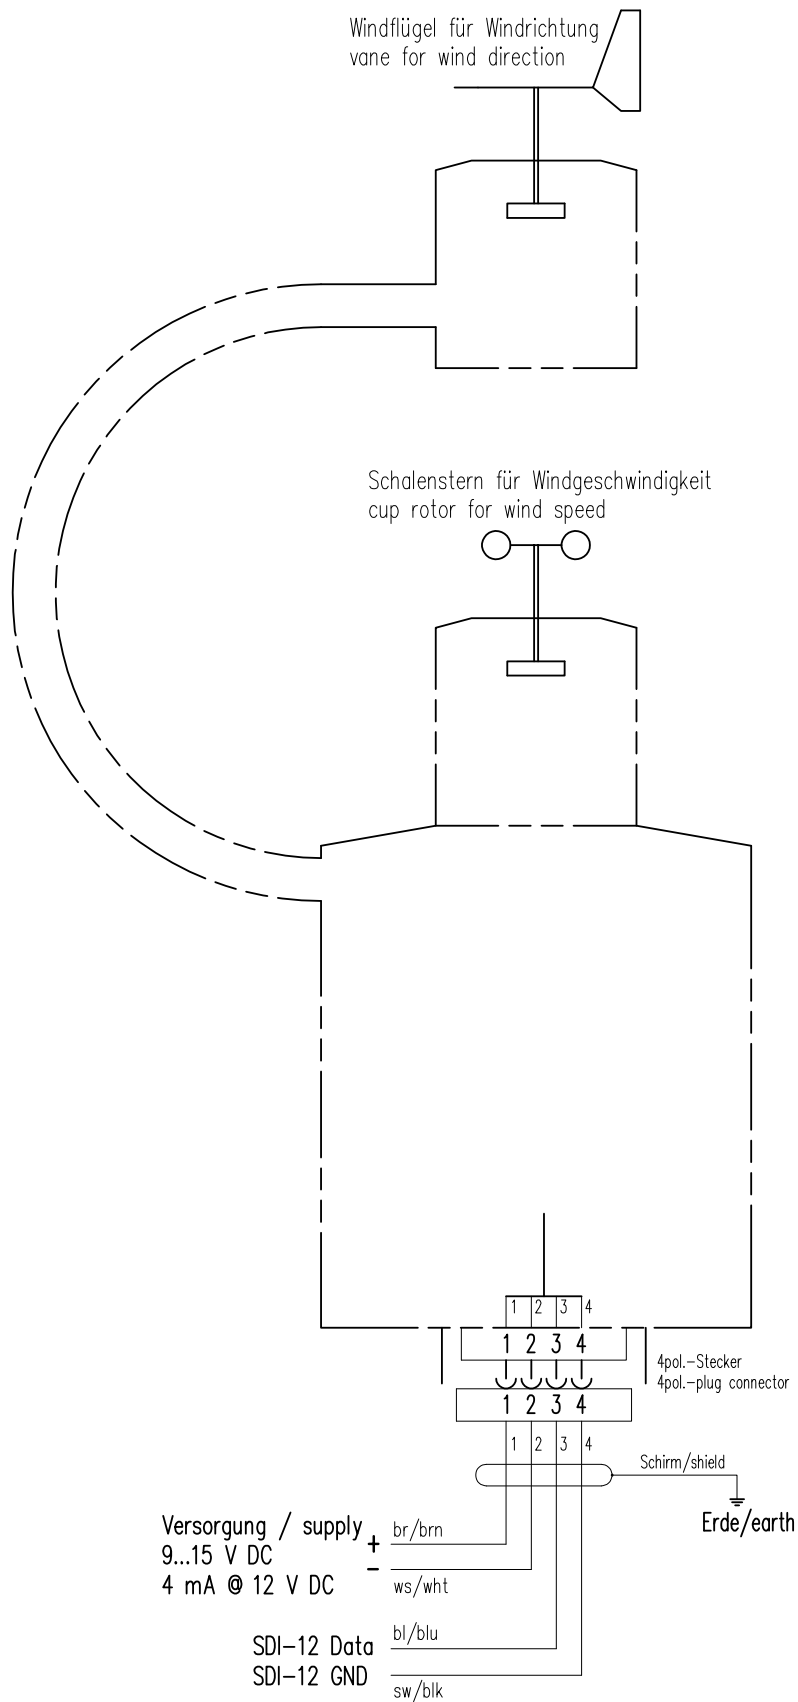 Windflügel für Windrichtung
vane for wind direction
Schalenstern für Windgeschwindigkeit
cup rotor for wind speed
1 2 3 4
1 2 3 4
4pol.-Stecker
4pol.-plug connector
1 2 3 4
1 2 3 4
Schirm/shield
Erde/earth
Versorgung / supply + br/brn
9...15 V DC
4 mA @ 12 V DC - ws/wht
bl/blu
SDI-12 Data
SDI-12 GND
sw/blk